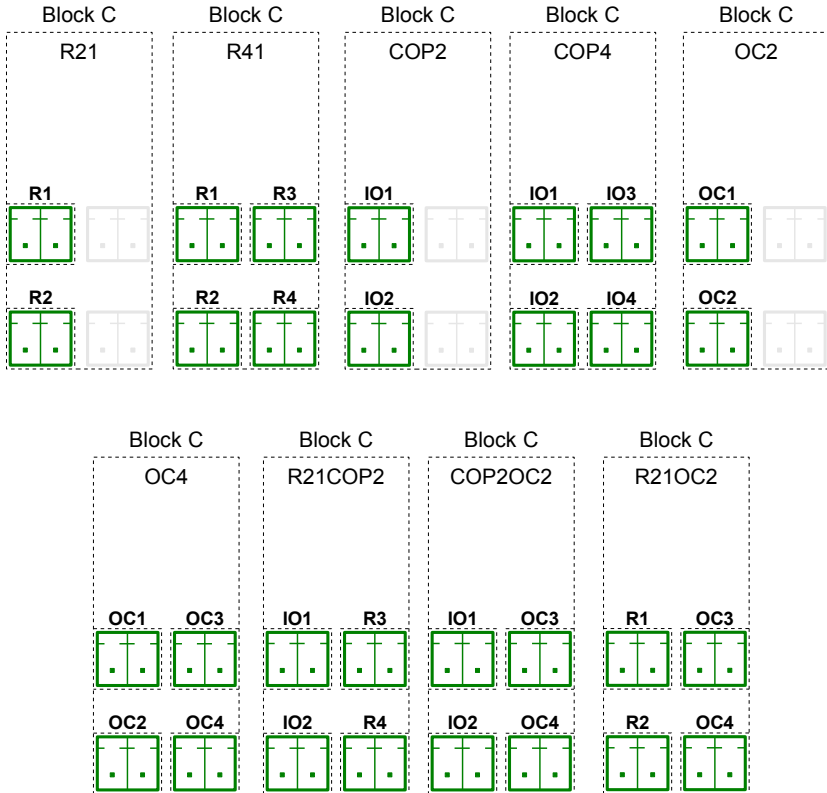 Block C Block C Block C Block C Block C
R21 R41 COP2 COP4 OC2
R1 R1 R3 IO1 IO1 IO3 OC1
R2 R2 R4 IO2 IO2 IO4 OC2
Block C Block C Block C Block C
OC4 R21COP2 COP2OC2 R21OC2
OC1 OC3 IO1 R3 IO1 OC3 R1 OC3
OC2 OC4 IO2 R4 IO2 OC4 R2 OC4